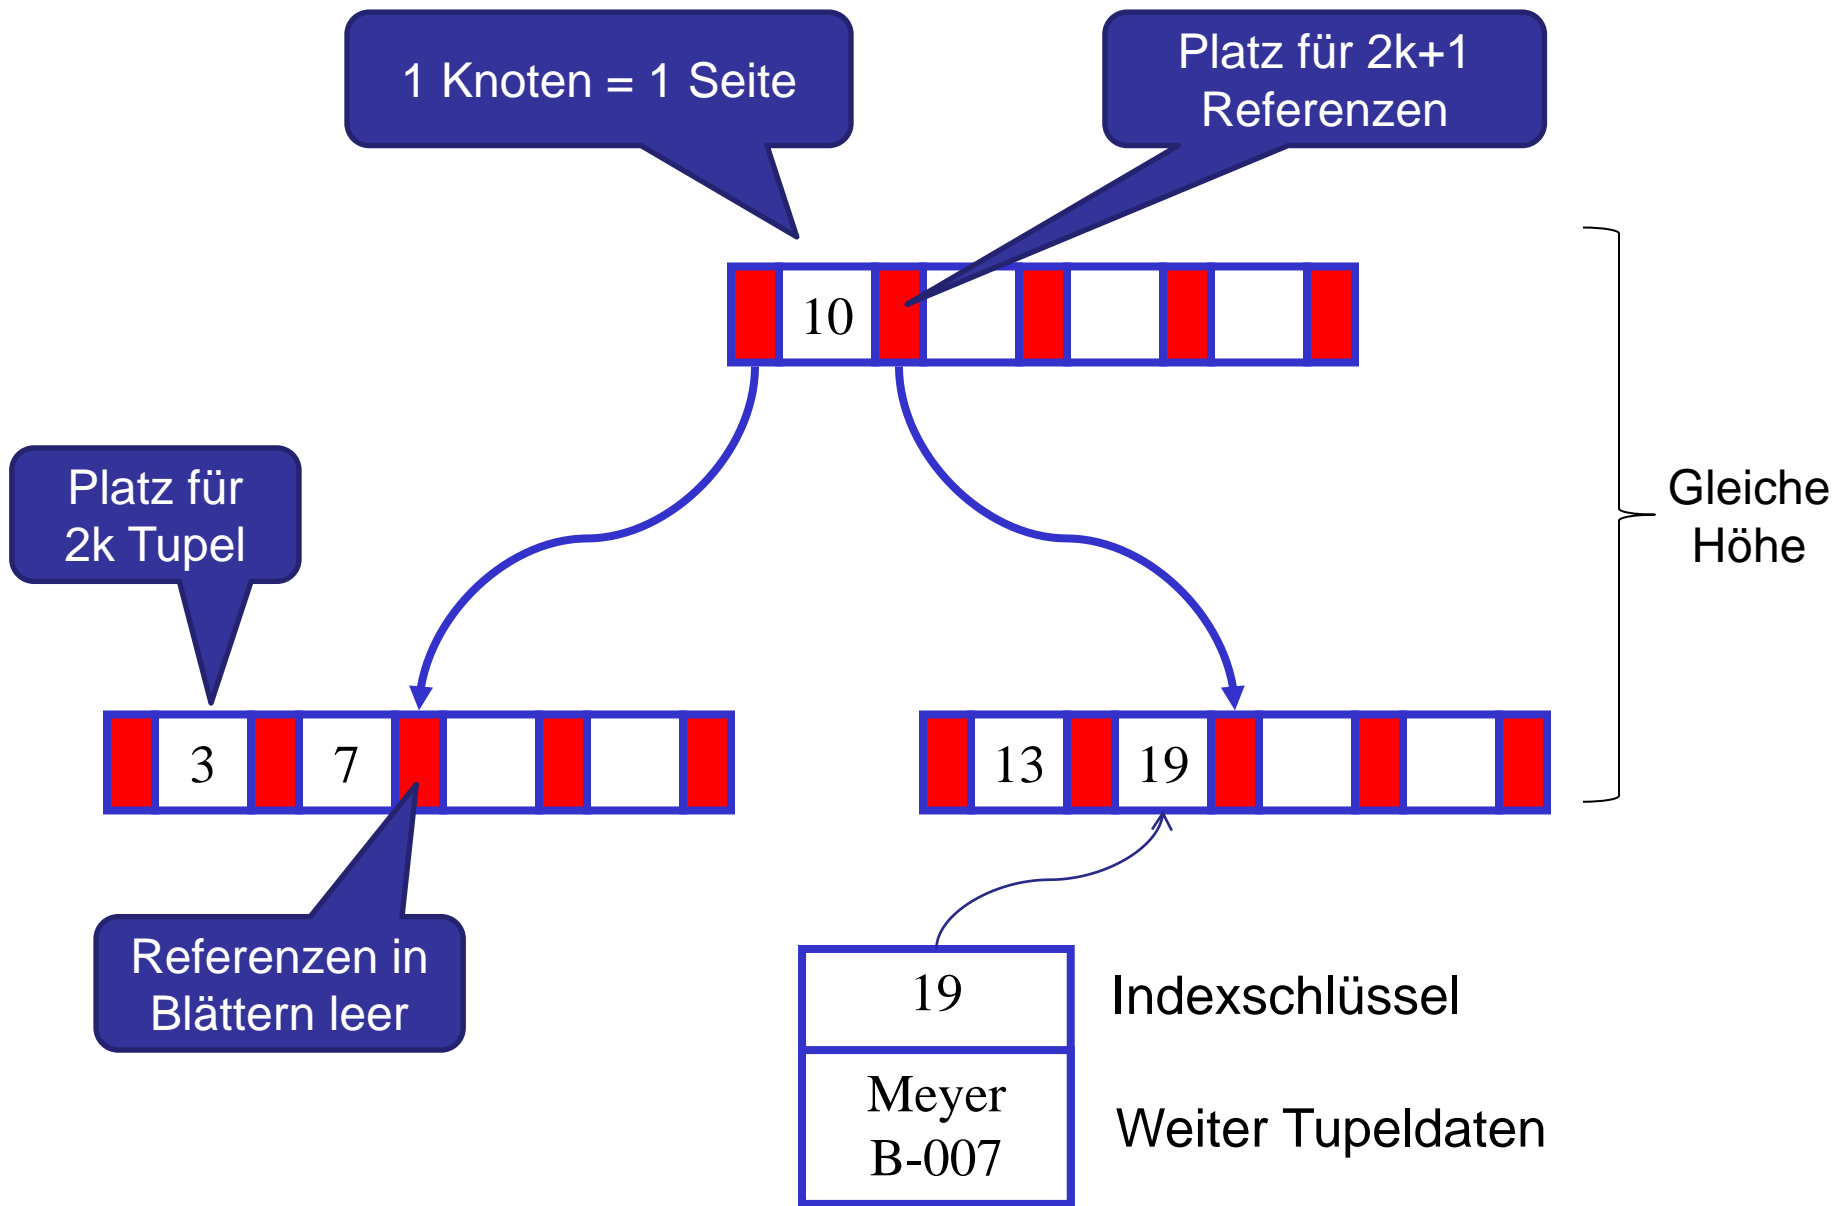 1 Knoten = 1 Seite
Platz für 2k+1
Referenzen
10
Platz für
2k Tupel
Gleiche
Höhe
3
7
13
19
Referenzen in
Blättern leer
19
Indexschlüssel
Meyer
B-007
Weiter Tupeldaten